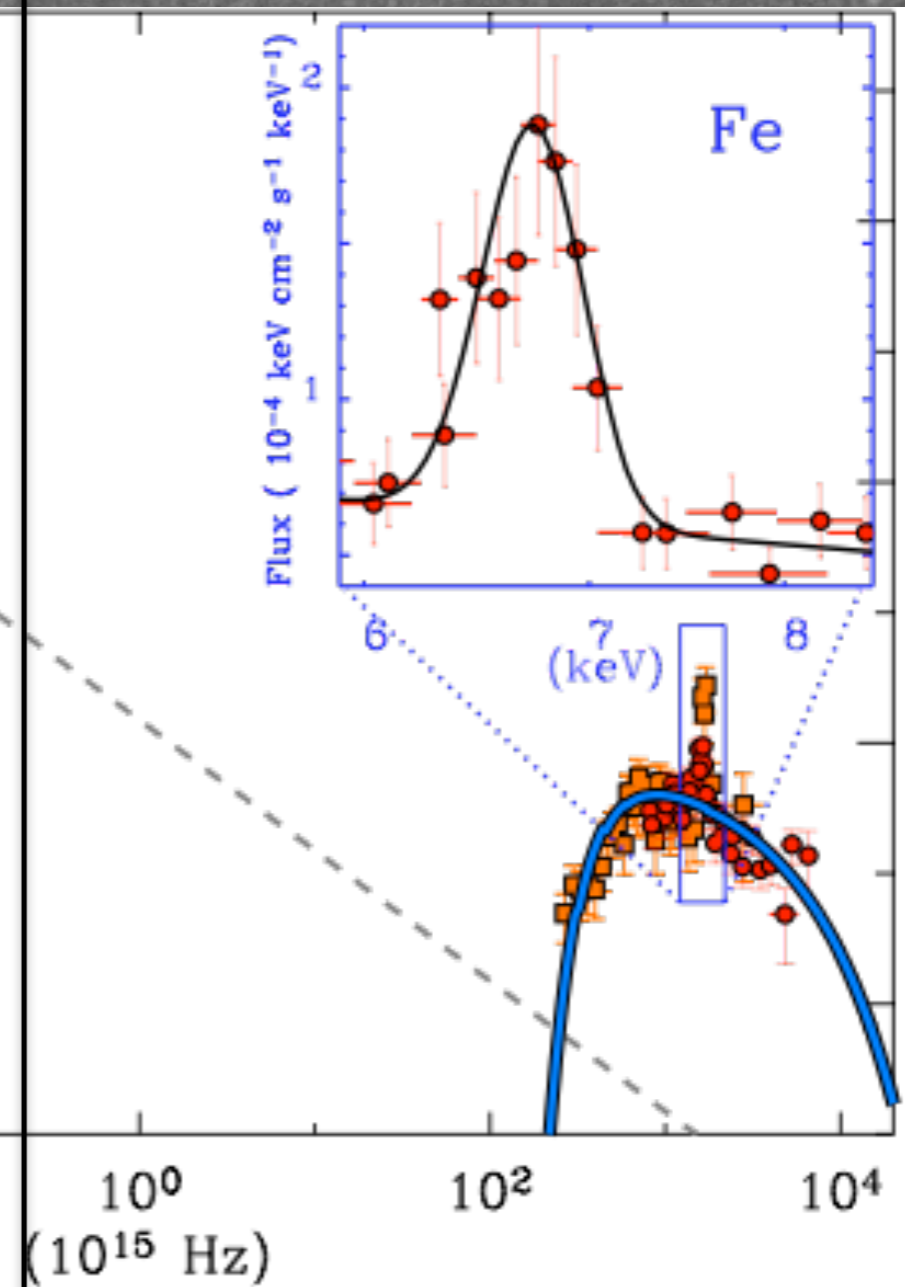 Flux ( 10⁻⁴ keV cm⁻² s⁻¹ keV⁻¹)
2
1
Fe
6 7 8
(keV)
10⁰ 10² 10⁴
(10¹⁵ Hz)